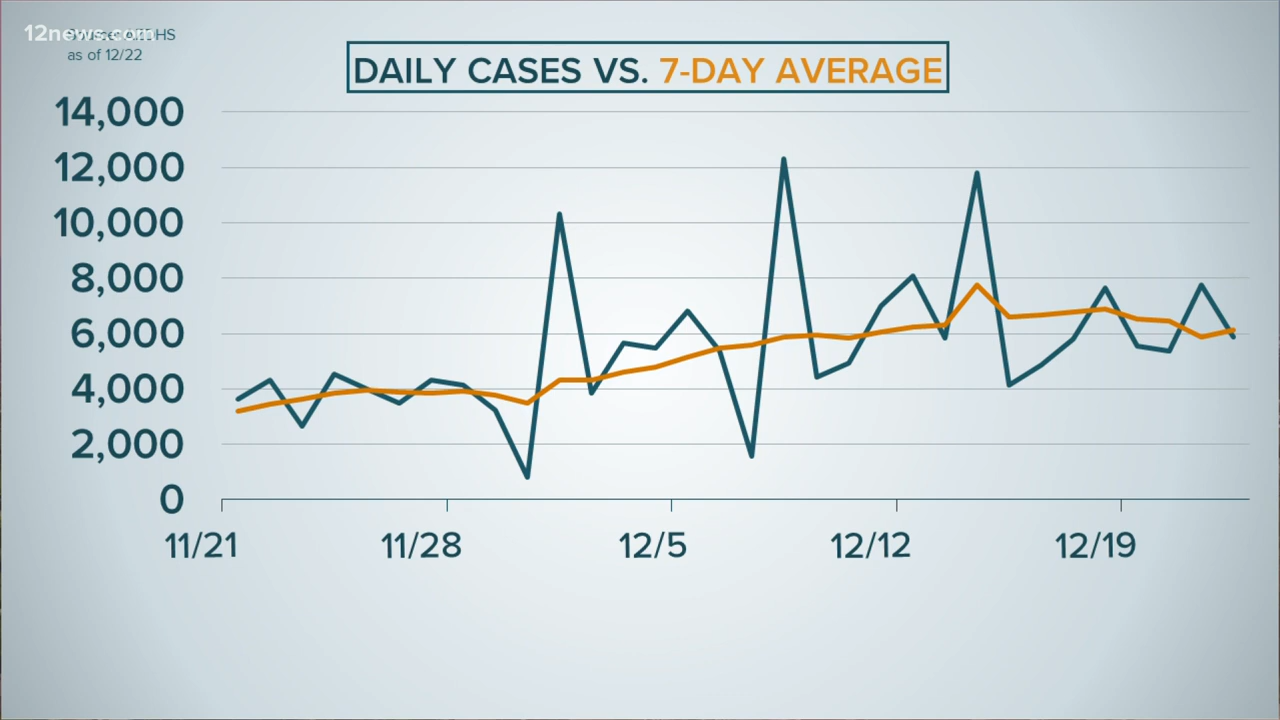 12news.com
as of 12/22
DAILY CASES VS. 7-DAY AVERAGE
14,000
12,000
10,000
8,000
6,000
4,000
2,000
0
11/21 11/28 12/5 12/12 12/19